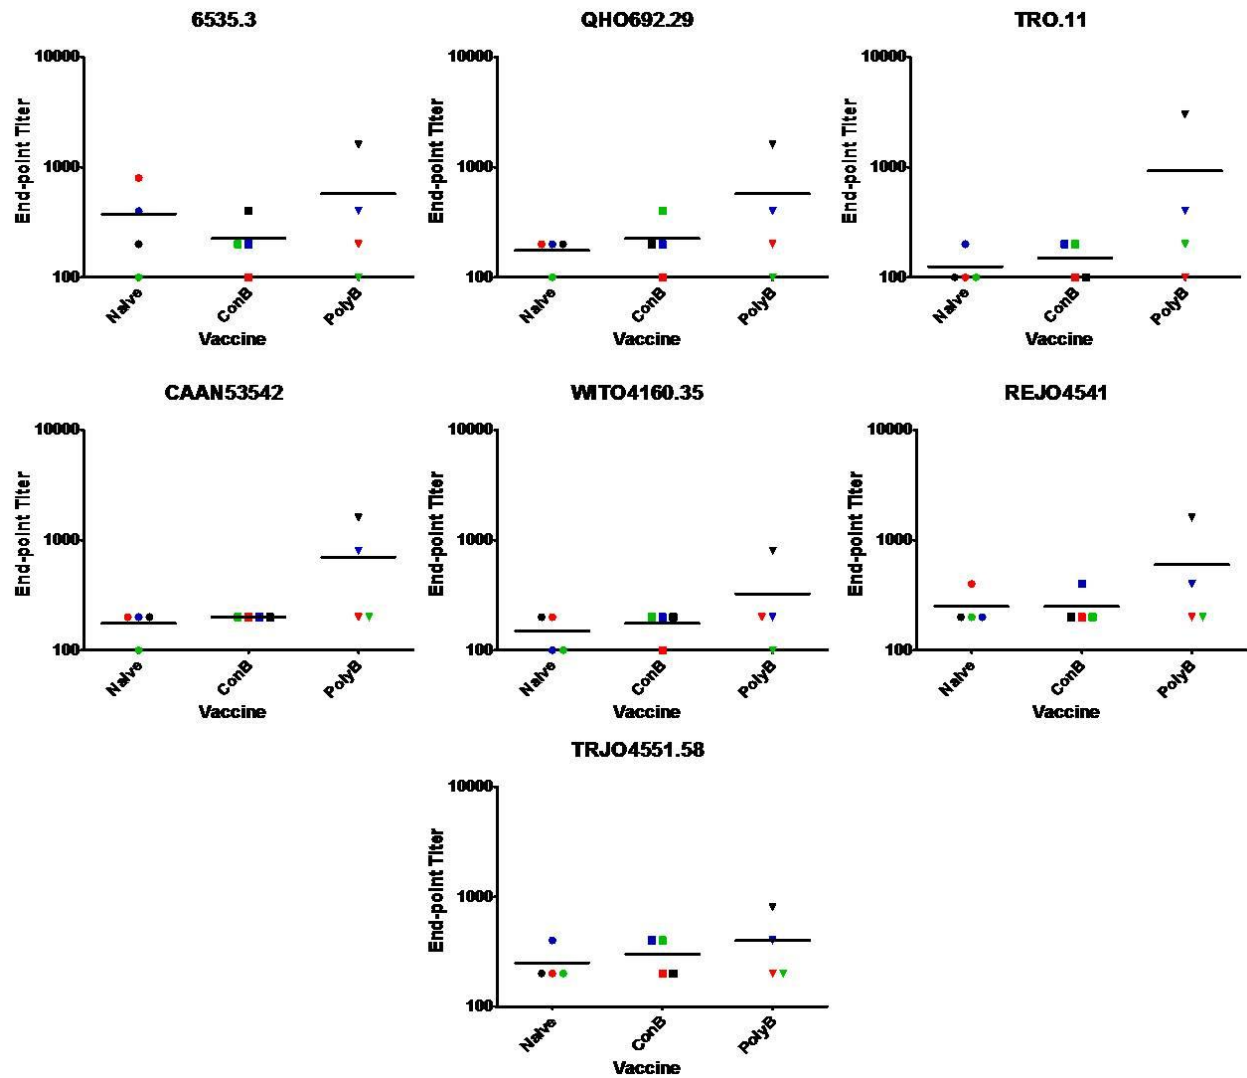 6535.3
QHO692.29
TRO.11
10000
1000
100
End-point Titer
Naive
ConB
PolyB
Vaccine
10000
1000
100
End-point Titer
Naive
ConB
PolyB
Vaccine
10000
1000
100
End-point Titer
Naive
ConB
PolyB
Vaccine
CAAN53542
WITO4160.35
REJO4541
10000
1000
100
End-point Titer
Naive
ConB
PolyB
Vaccine
10000
1000
100
End-point Titer
Naive
ConB
PolyB
Vaccine
10000
1000
100
End-point Titer
Naive
ConB
PolyB
Vaccine
TRJO4551.58
10000
1000
100
End-point Titer
Naive
ConB
PolyB
Vaccine